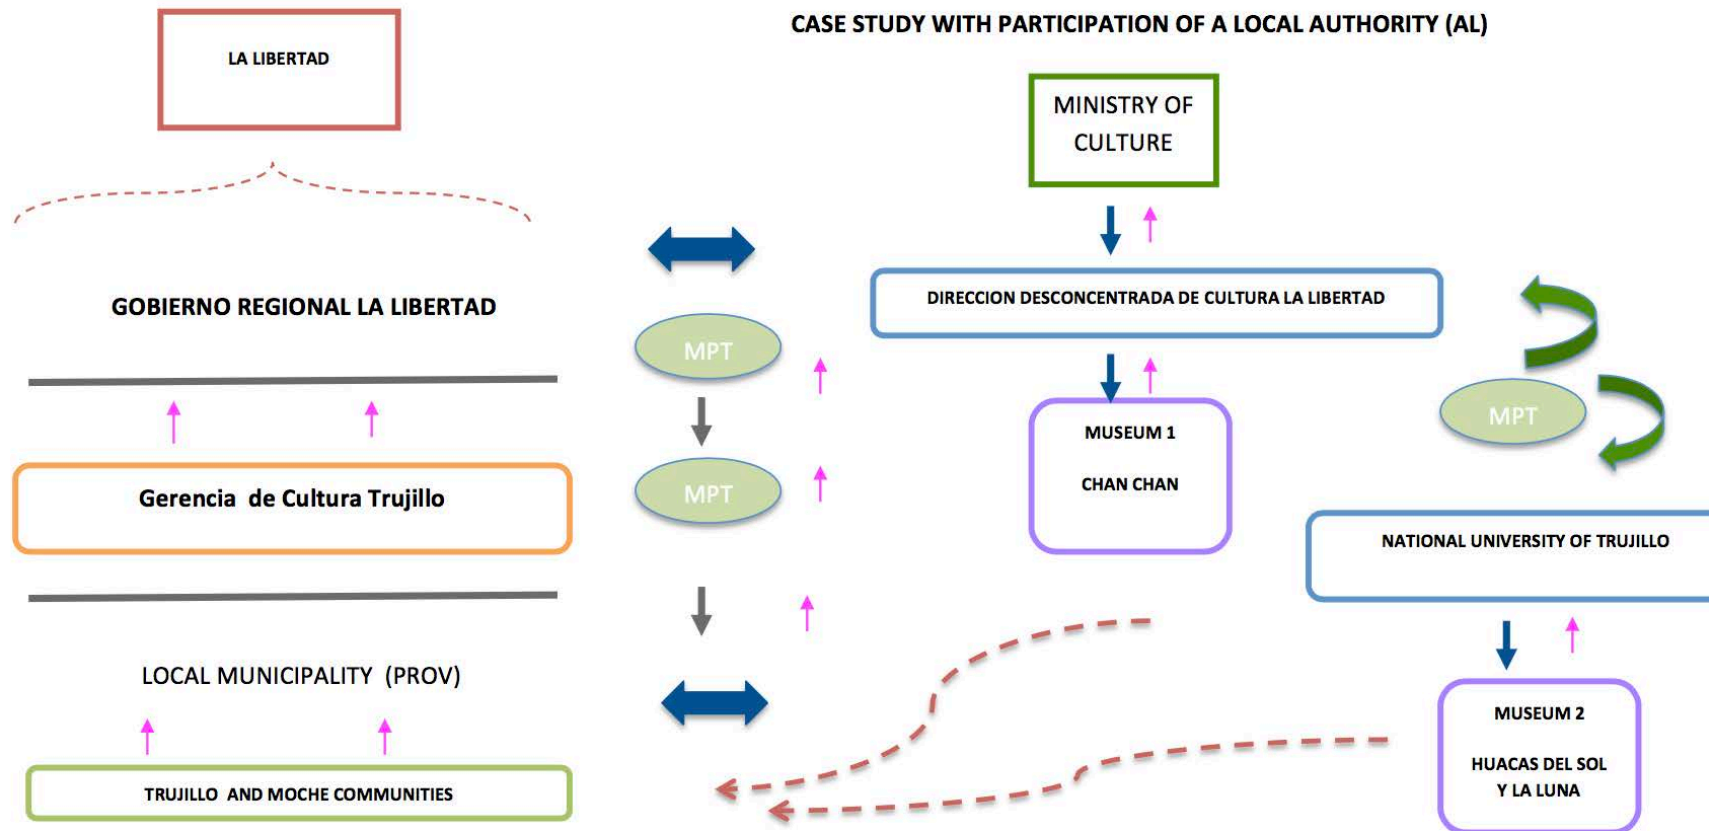 CASE STUDY WITH PARTICIPATION OF A LOCAL AUTHORITY (AL)
LA LIBERTAD
MINISTRY OF
CULTURE
GOBIERNO REGIONAL LA LIBERTAD
DIRECCION DESCONCENTRADA DE CULTURA LA LIBERTAD
MPT
MPT
MUSEUM 1
CHAN CHAN
Gerencia de Cultura Trujillo
MPT
NATIONAL UNIVERSITY OF TRUJILLO
LOCAL MUNICIPALITY (PROV)
MUSEUM 2
HUACAS DEL SOL
Y LA LUNA
TRUJILLO AND MOCHE COMMUNITIES